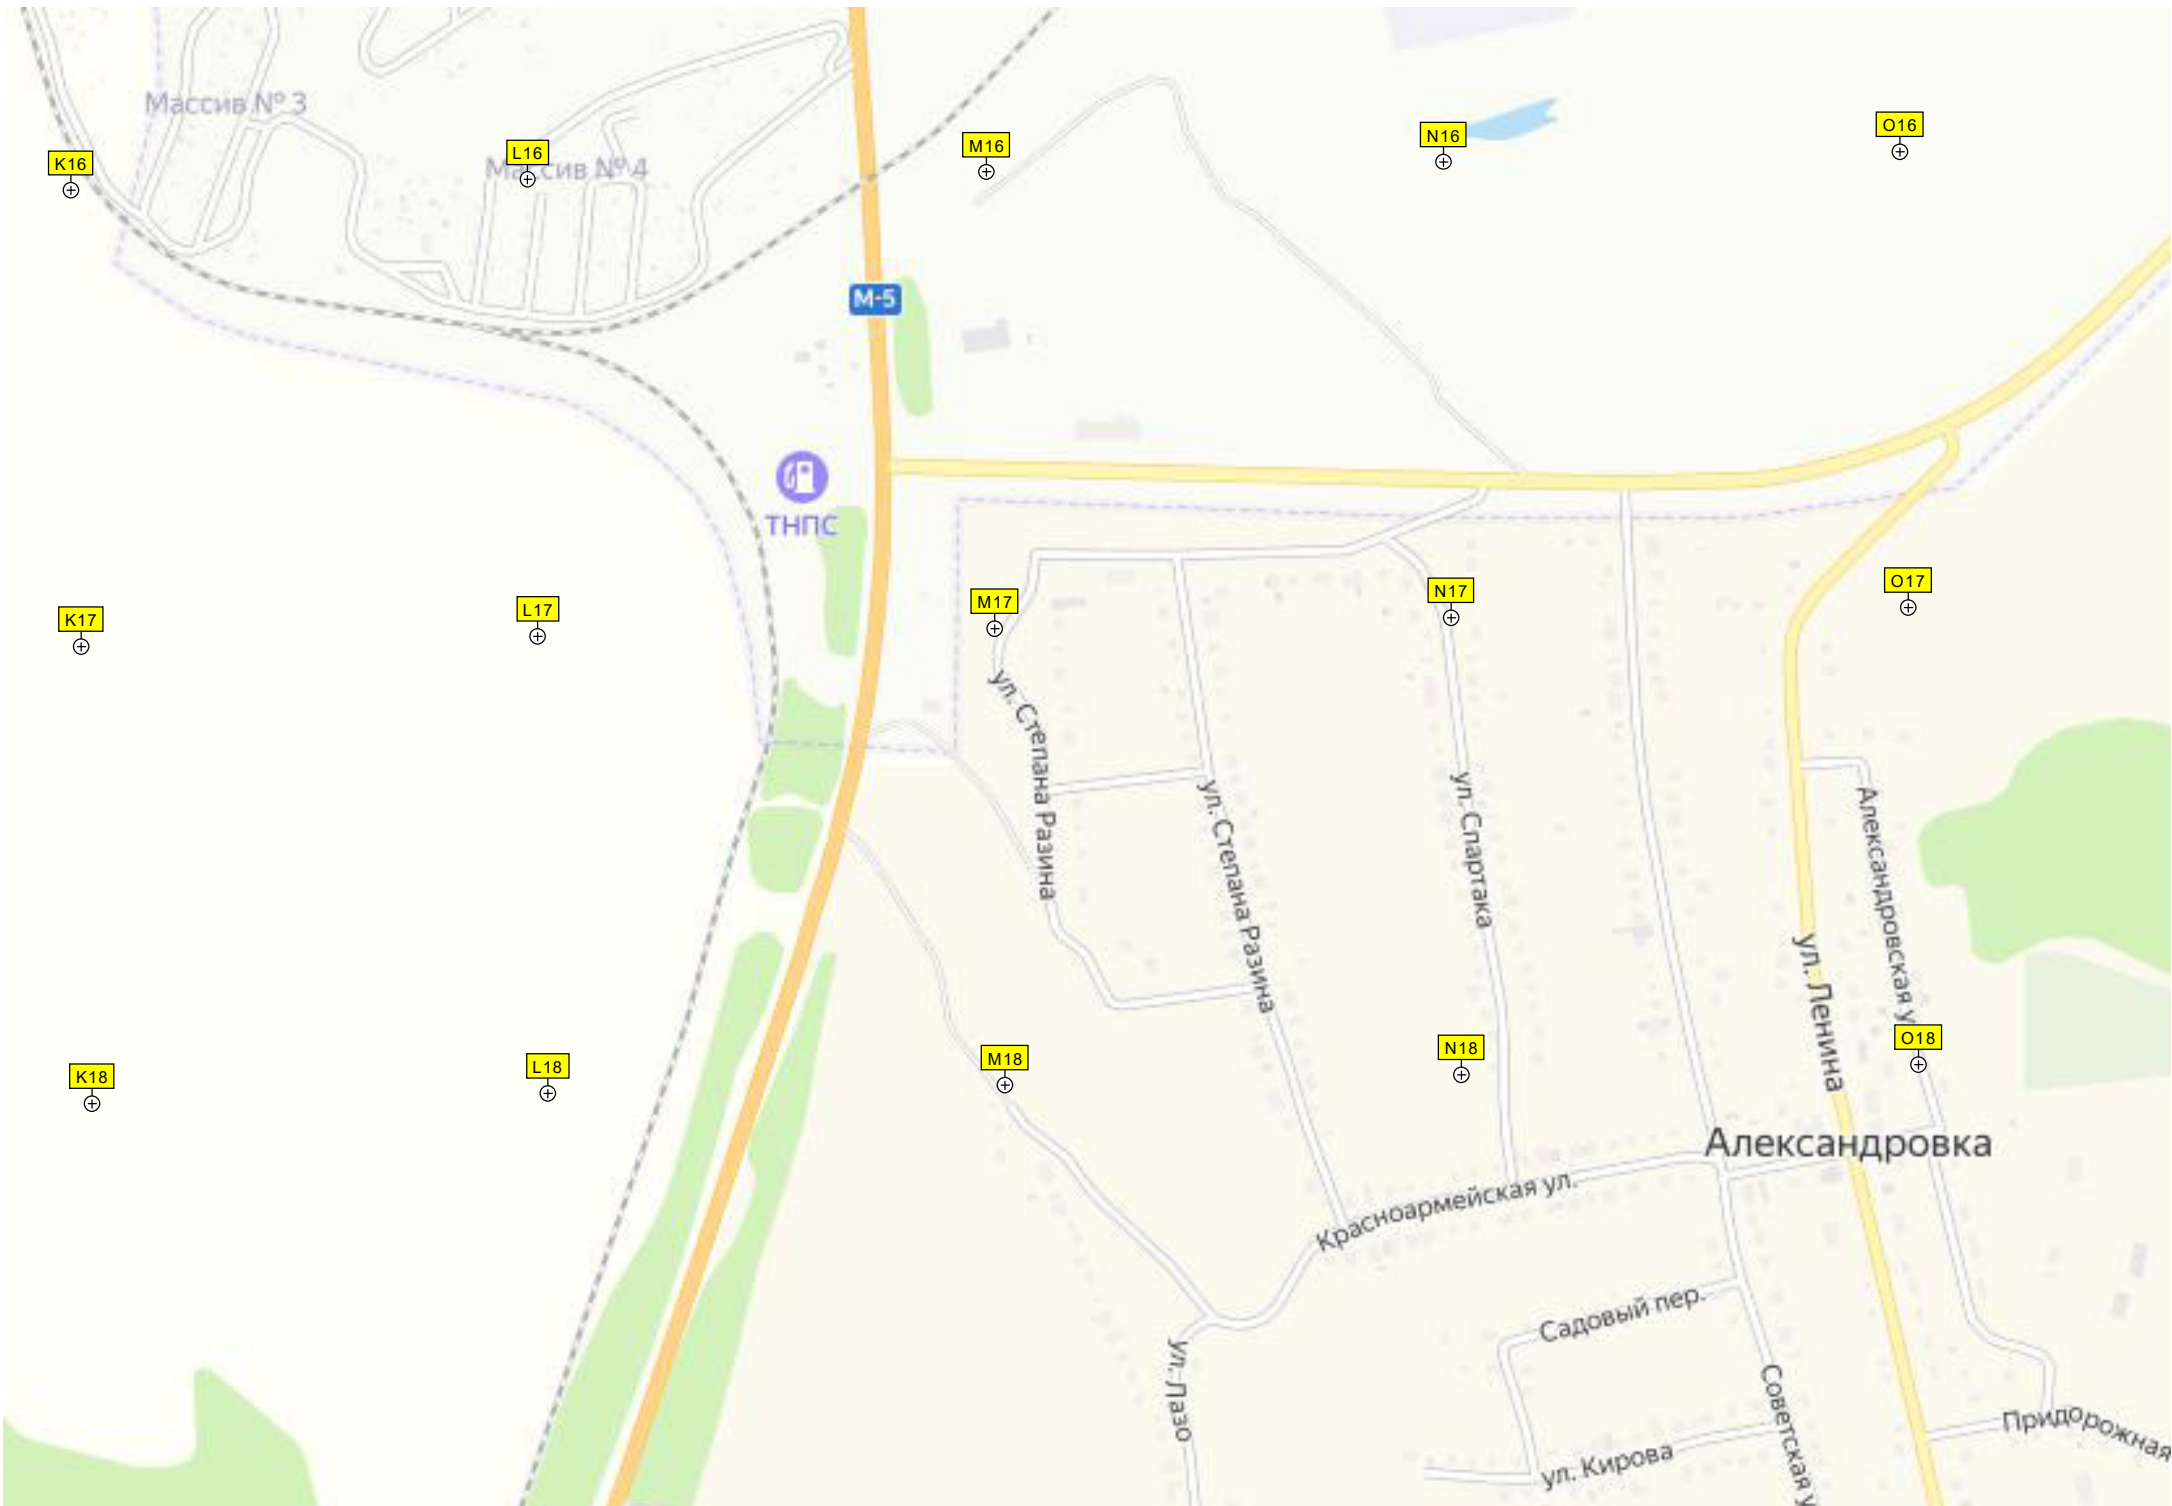 Массив № 3
K16
L16
Массив № 4
M16
N16
O16
M-5
ТНПС
K17
L17
M17
N17
O17
ул. Степана Разина
ул. Степана Разина
ул. Спартака
Александровская у
ул. Ленина
K18
L18
M18
N18
O18
Александровка
Красноармейская ул.
Садовый пер.
ул. Лазо
Советская у
ул. Кирова
Придорожная